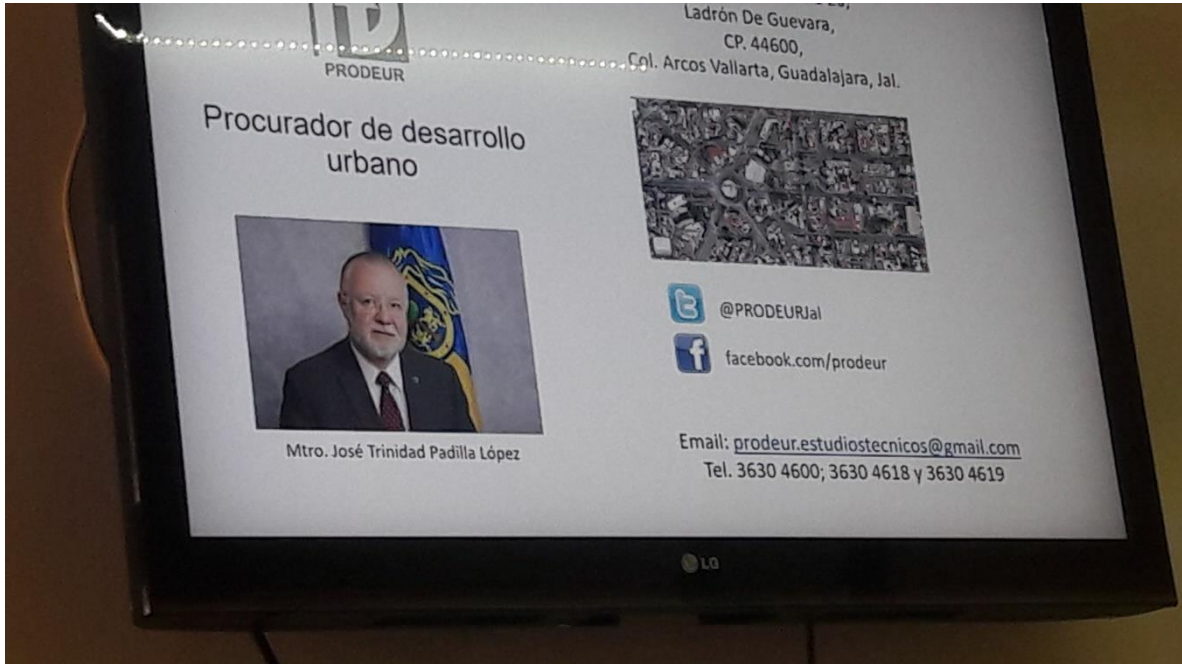 PRODEUR
Procurador de desarrollo
urbano
Mtro. José Trinidad Padilla López
Ladrón De Guevara,
CP. 44600,
Col. Arcos Vallarta, Guadalajara, Jal.
@PRODEURJal
facebook.com/prodeur
Email: prodeur.estudiostecnicos@gmail.com
Tel. 3630 4600; 3630 4618 y 3630 4619
LG